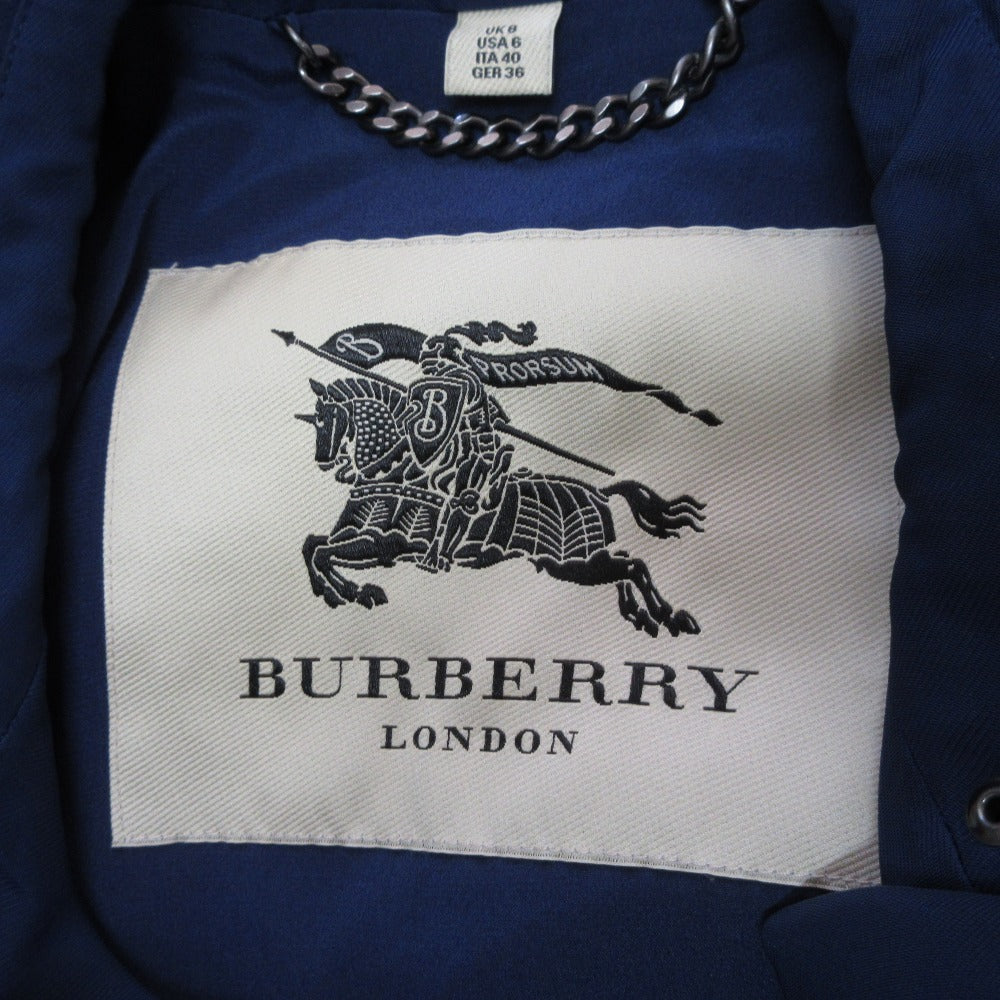 UK 8
USA 6
ITA 40
GER 36
B PRORSUM
B
BURBERRY
LONDON